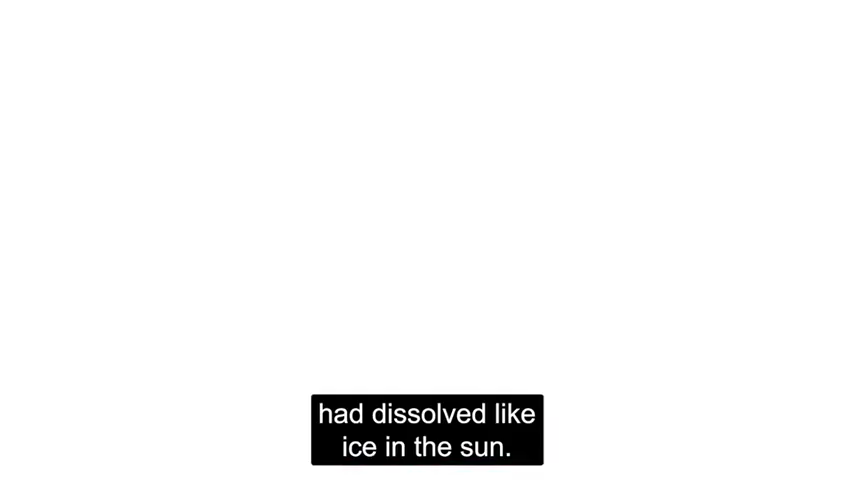 had dissolved like
ice in the sun.